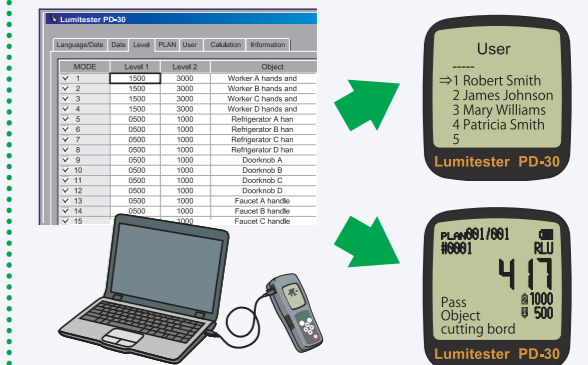 Lumitester PD-30
Language/Date Date Level PLAN User Calulation Information
MODE Level 1 Level 2 Object
1 1500 3000 Worker A hands and
2 1500 3000 Worker B hands and
3 1500 3000 Worker C hands and
4 1500 3000 Worker D hands and
5 0500 1000 Refrigerator A han
6 0500 1000 Refrigerator B han
7 0500 1000 Refrigerator C han
8 0500 1000 Refrigerator D han
9 0500 1000 Doorknob A
10 0500 1000 Doorknob B
11 0500 1000 Doorknob C
12 0500 1000 Doorknob D
13 0500 1000 Faucet A handle
14 0500 1000 Faucet B handle
15 0500 1000 Faucet C handle
User
-----
⇒1 Robert Smith
2 James Johnson
3 Mary Williams
4 Patricia Smith
5
Lumitester PD-30
PLAN001/001
#0001 RLU
417
Pass 1000
Object 500
cutting bord
Lumitester PD-30